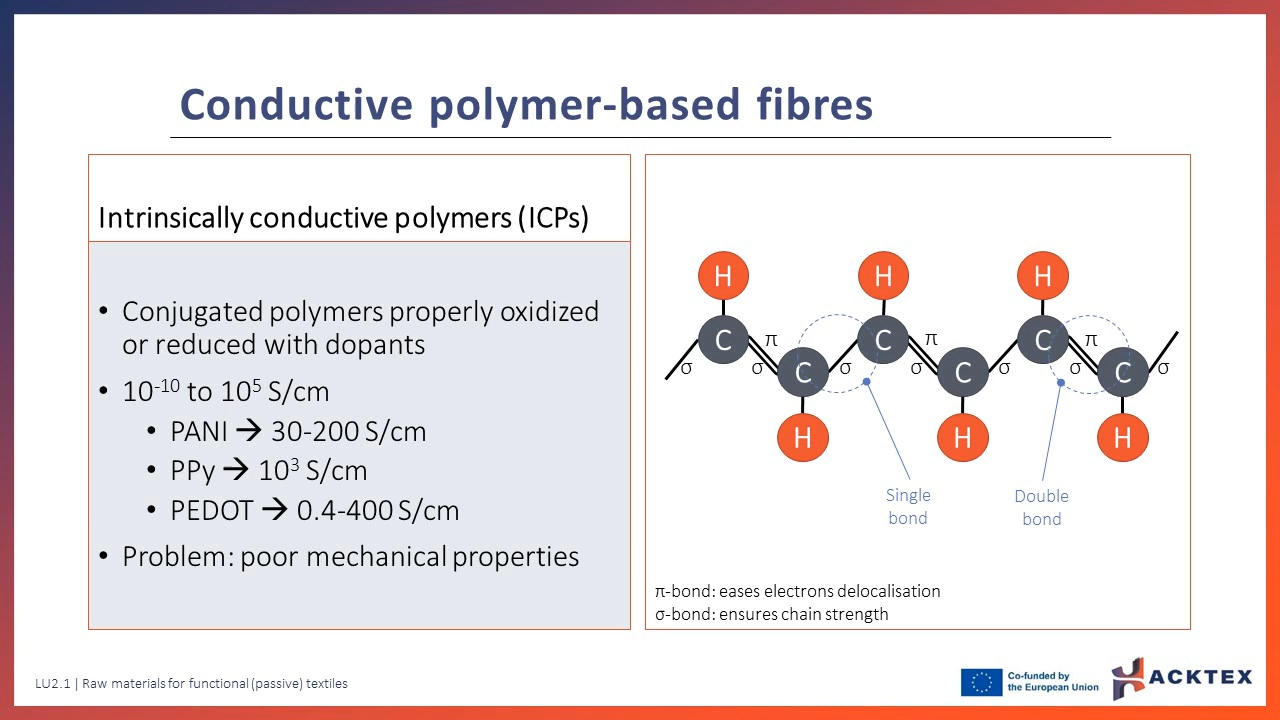 Conductive polymer-based fibres
Intrinsically conductive polymers (ICPs)
• Conjugated polymers properly oxidized
or reduced with dopants
• 10⁻¹⁰ to 10⁵ S/cm
• PANI → 30-200 S/cm
• PPy → 10³ S/cm
• PEDOT → 0.4-400 S/cm
• Problem: poor mechanical properties
H H H
C π C π C π
σ σ C σ σ C σ σ C σ
H H H
Single
bond
Double
bond
π-bond: eases electrons delocalisation
σ-bond: ensures chain strength
LU2.1 | Raw materials for functional (passive) textiles
Co-funded by
the European Union
HACKTEX